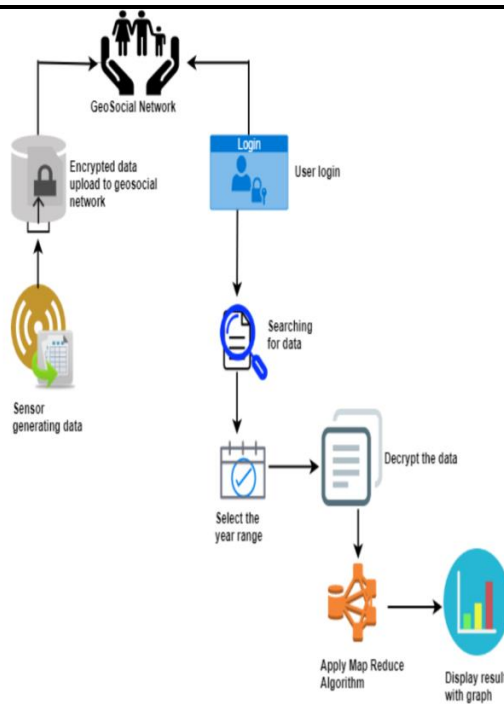 GeoSocial Network
Encrypted data
upload to geosocial
network
Login
User login
Searching
for data
Sensor
generating data
Select the
year range
Decrypt the data
Apply Map Reduce
Algorithm
Display result
with graph